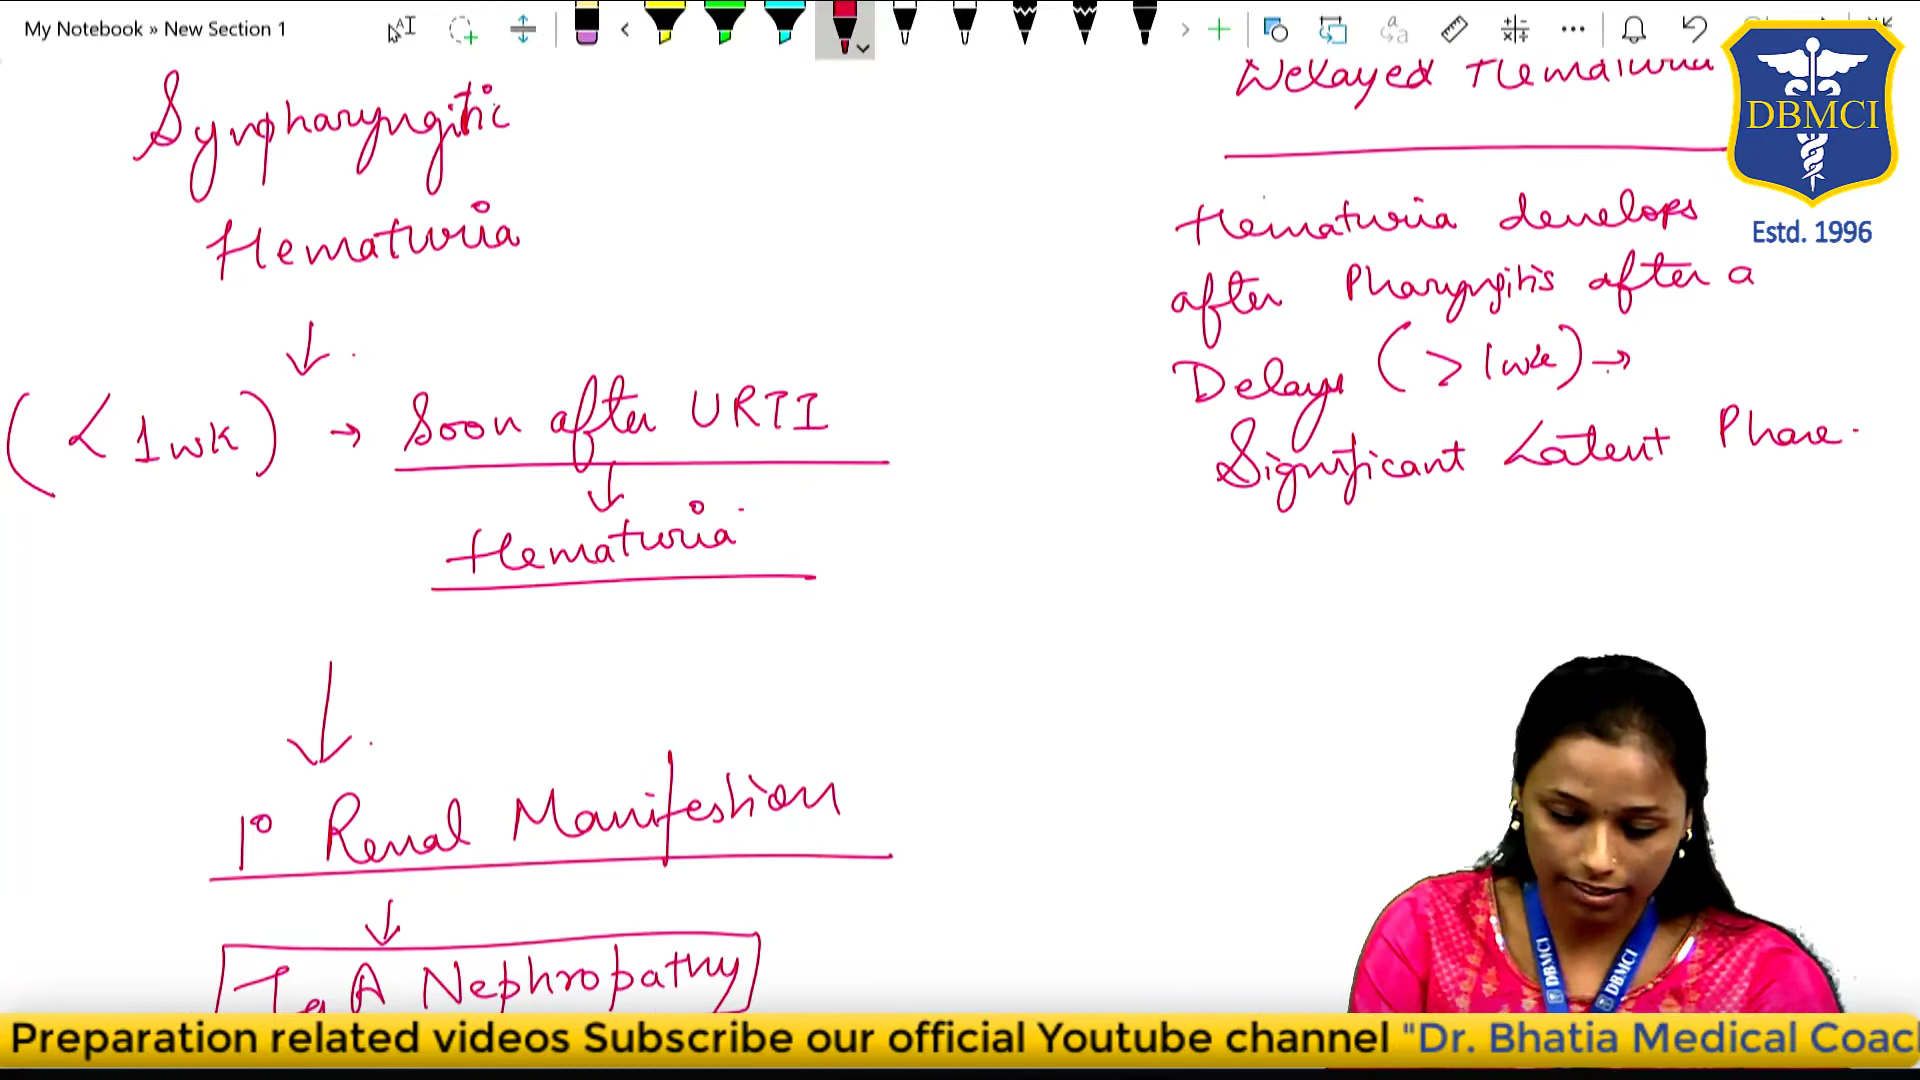 My Notebook » New Section 1
Synpharyngitic
Hematuria
(< 1wk) → Soon after URTI
Hematuria
1° Renal Manifestion
Ig A Nephropathy
Delayed Hematuria
Hematuria develops
after Pharyngitis after a
Delays (> 1wk) →
Significant Latent Phase.
DBMCI
Estd. 1996
DBMCI
DBMCI
Preparation related videos Subscribe our official Youtube channel "Dr. Bhatia Medical Coac